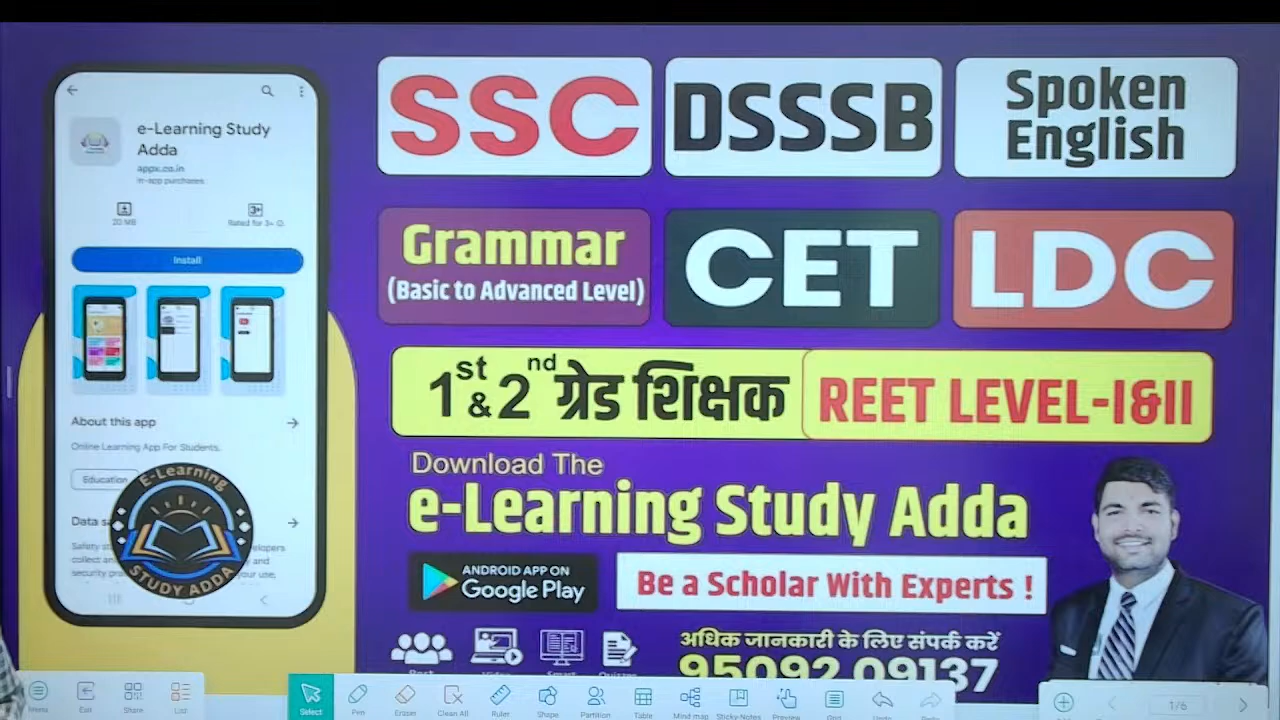 e-Learning Study
Adda
appx.co.in
In-app purchases
20 MB
3+
Rated for 3+
Install
About this app
Online Learning App For Students.
Education
Data
E-Learning
STUDY ADDA
SSC
DSSSB
Spoken
English
Grammar
(Basic to Advanced Level)
CET
LDC
1st & 2nd ग्रेड शिक्षक
REET LEVEL-I&II
Download The
e-Learning Study Adda
ANDROID APP ON
Google Play
Be a Scholar With Experts !
अधिक जानकारी के लिए संपर्क करें
95092 09137
Menu
Exit
Share
List
Select
Pen
Eraser
Clean All
Ruler
Shape
Partition
Table
Mind map
Sticky-Notes
Preview
Grid
Undo
Redo
1/6